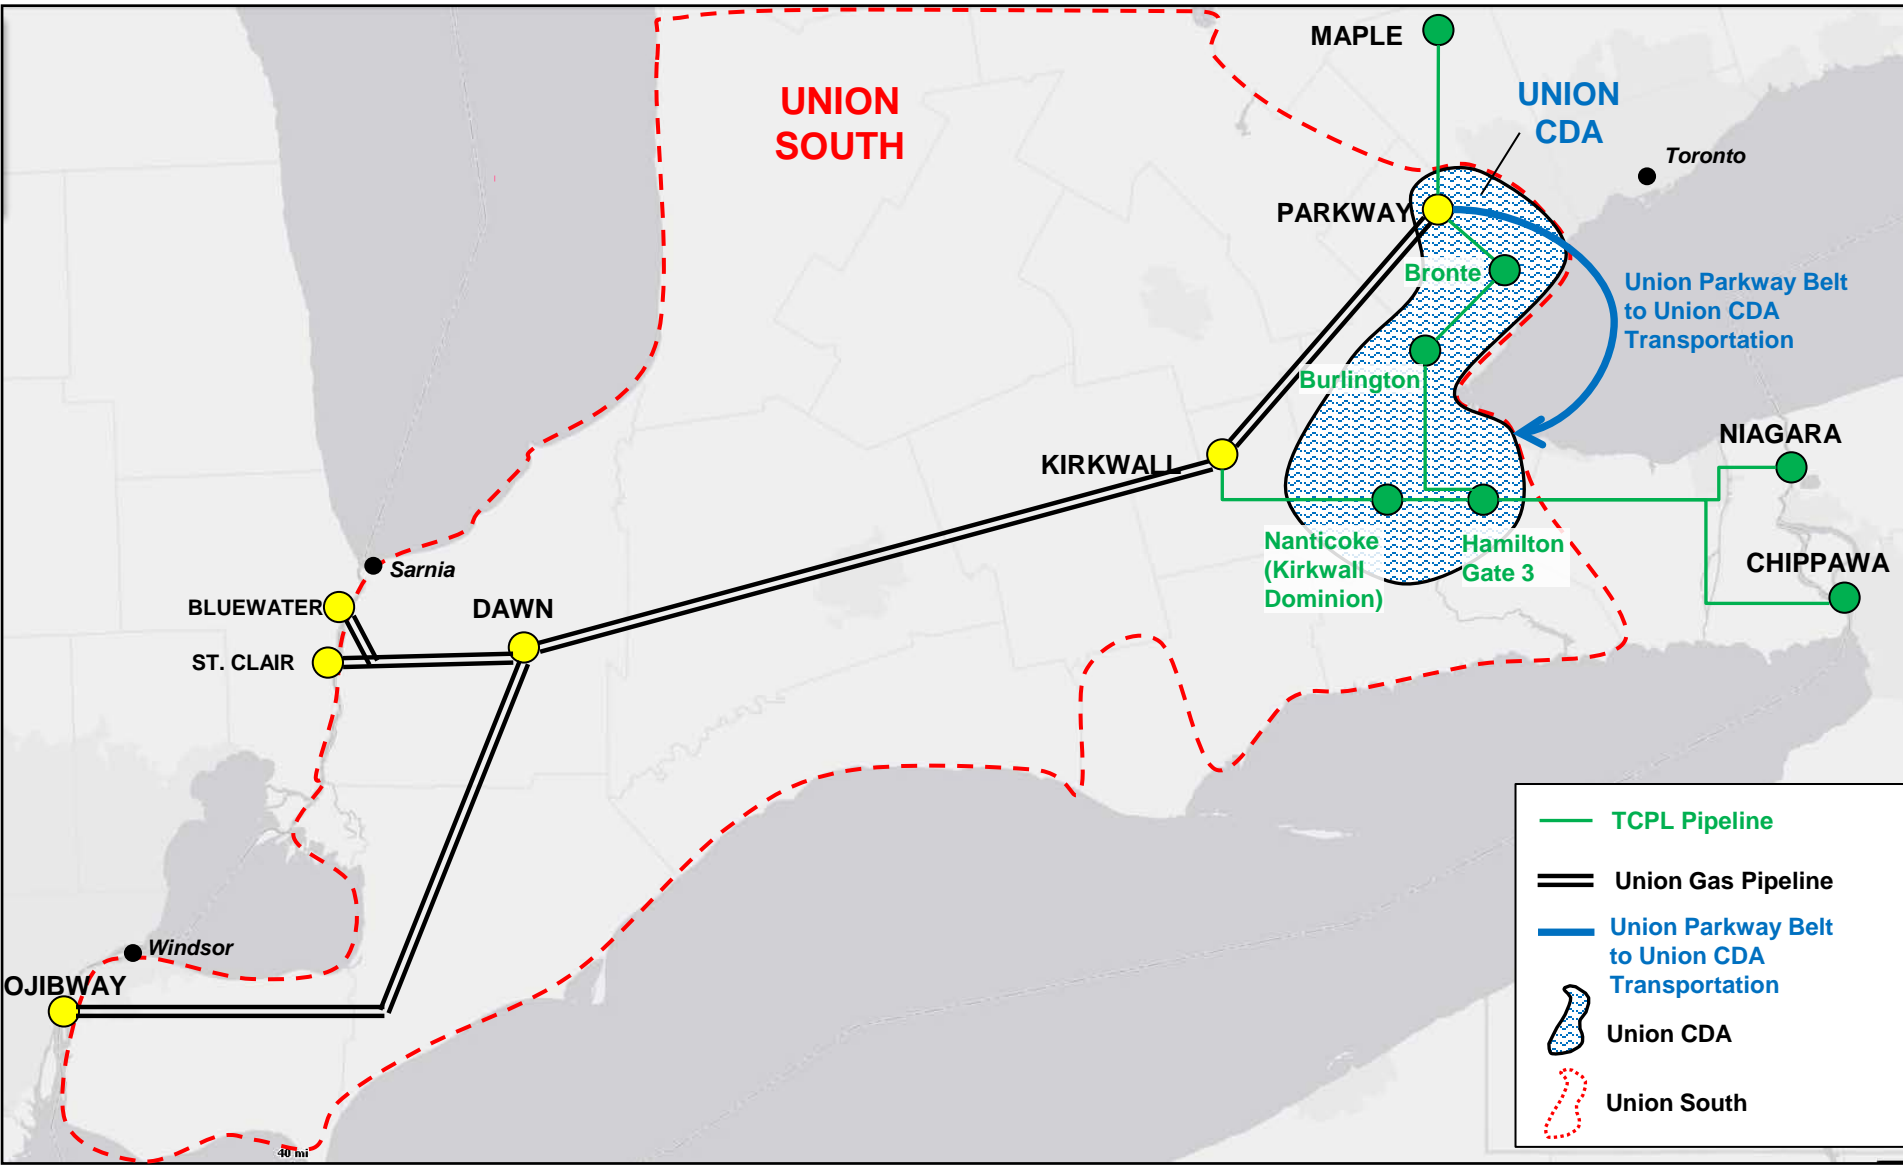 MAPLE
UNION
SOUTH
UNION
CDA
Toronto
PARKWAY
Bronte
Union Parkway Belt
to Union CDA
Transportation
Burlington
NIAGARA
KIRKWALL
Nanticoke
(Kirkwall
Dominion)
Hamilton
Gate 3
CHIPPAWA
Sarnia
BLUEWATER
DAWN
ST. CLAIR
TCPL Pipeline
Union Gas Pipeline
Union Parkway Belt
to Union CDA
Transportation
Union CDA
Union South
Windsor
OJIBWAY
40 mi